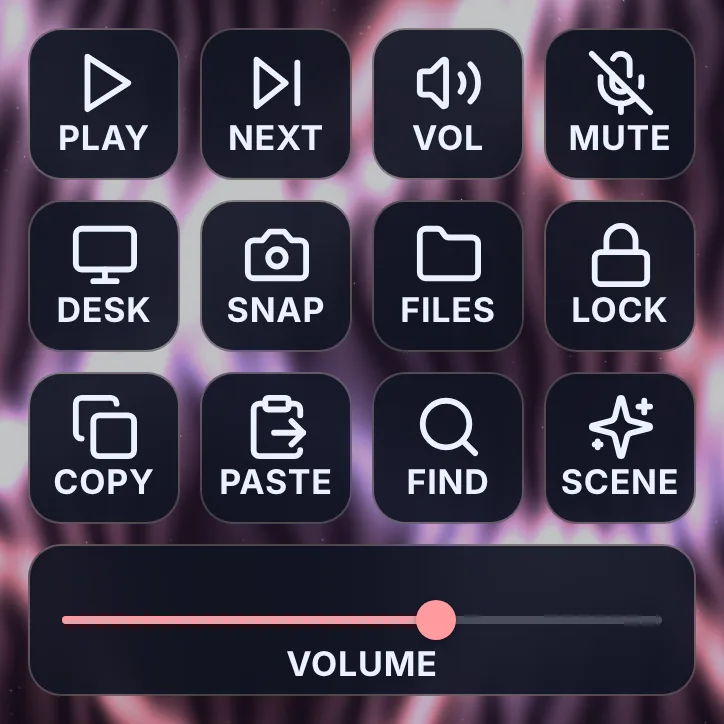 PLAY NEXT VOL MUTE
DESK SNAP FILES LOCK
COPY PASTE FIND SCENE
VOLUME